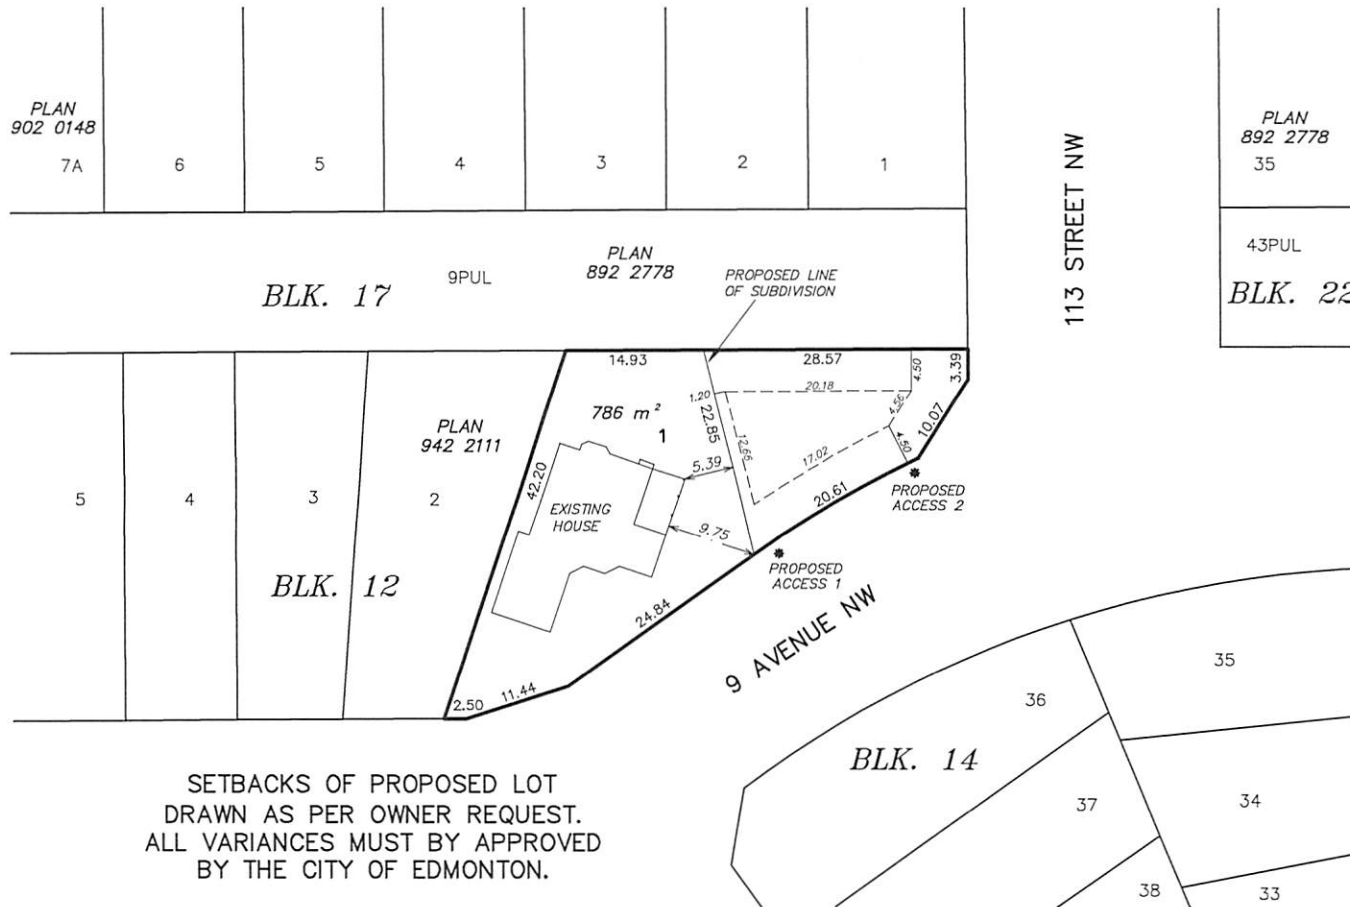 PLAN
902 0148
7A
6
5
4
3
2
1
113 STREET NW
PLAN
892 2778
35
43PUL
BLK. 22
BLK. 17
9PUL
PLAN
892 2778
PROPOSED LINE
OF SUBDIVISION
14.93
28.57
4.50
3.39
20.18
1.20
22.85
12.66
4.56
10.07
4.50
17.02
20.61
786 m²
1
PLAN
942 2111
42.20
5.39
EXISTING
HOUSE
9.75
PROPOSED
ACCESS 2
PROPOSED
ACCESS 1
5
4
3
2
BLK. 12
24.84
11.44
2.50
9 AVENUE NW
35
36
BLK. 14
37
34
38
33
SETBACKS OF PROPOSED LOT
DRAWN AS PER OWNER REQUEST.
ALL VARIANCES MUST BY APPROVED
BY THE CITY OF EDMONTON.